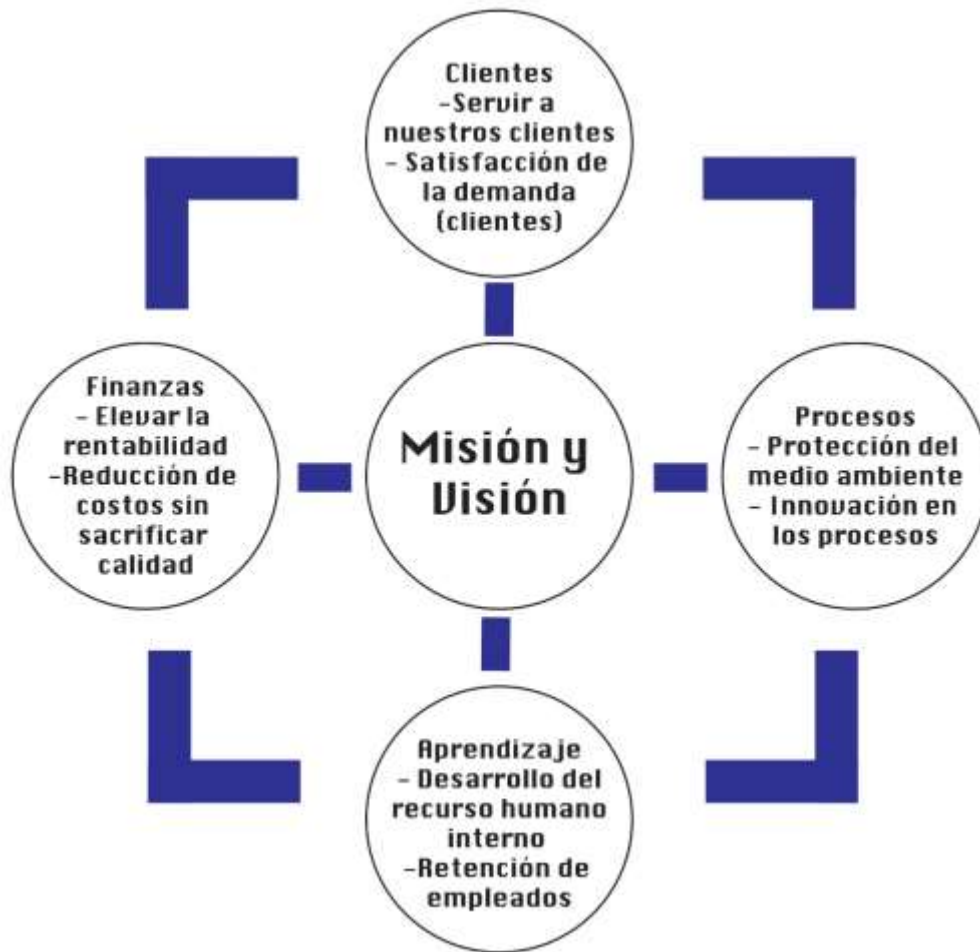 Clientes
-Servir a
nuestros clientes
- Satisfacción de
la demanda
(clientes)
Finanzas
- Elevar la
rentabilidad
-Reducción de
costos sin
sacrificar
calidad
Misión y
Visión
Procesos
- Protección del
medio ambiente
- Innovación en
los procesos
Aprendizaje
- Desarrollo del
recurso humano
interno
-Retención de
empleados